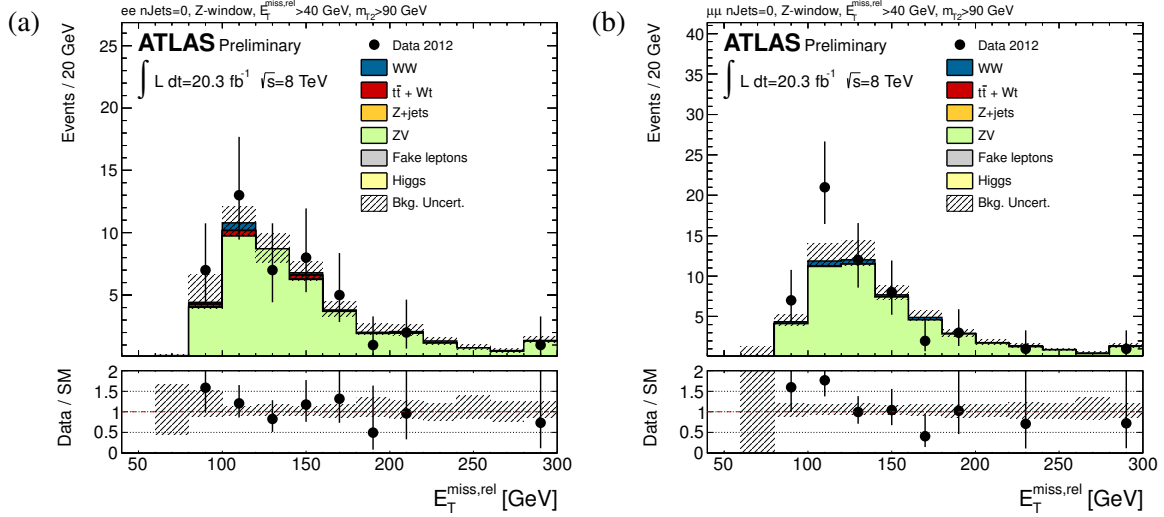 (a)
ee nJets=0, Z-window, E_T^miss,rel >40 GeV, m_T2>90 GeV
Events / 20 GeV
25
20
15
10
5
ATLAS Preliminary
∫ L dt=20.3 fb⁻¹ √s=8 TeV
Data 2012
WW
tt̄ + Wt
Z+jets
ZV
Fake leptons
Higgs
Bkg. Uncert.
Data / SM
2
1.5
1
0.5
0
50 100 150 200 250 300
E_T^miss,rel [GeV]
(b)
μμ nJets=0, Z-window, E_T^miss,rel >40 GeV, m_T2>90 GeV
Events / 20 GeV
40
35
30
25
20
15
10
5
ATLAS Preliminary
∫ L dt=20.3 fb⁻¹ √s=8 TeV
Data 2012
WW
tt̄ + Wt
Z+jets
ZV
Fake leptons
Higgs
Bkg. Uncert.
Data / SM
2
1.5
1
0.5
0
50 100 150 200 250 300
E_T^miss,rel [GeV]